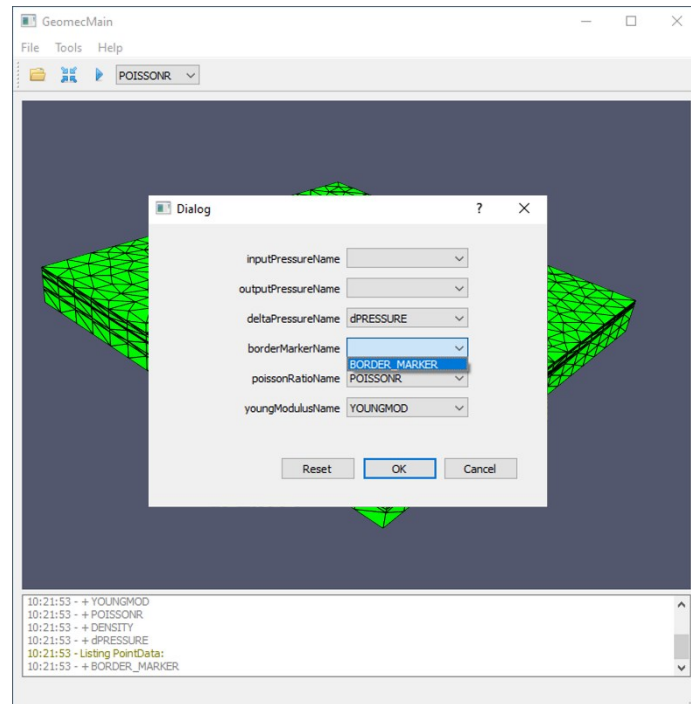 GeomecMain
File Tools Help
POISSONR
Dialog
?
inputPressureName
outputPressureName
deltaPressureName dPRESSURE
borderMarkerName
BORDER_MARKER
poissonRatioName POISSONR
youngModulusName YOUNGMOD
Reset OK Cancel
10:21:53 - + YOUNGMOD
10:21:53 - + POISSONR
10:21:53 - + DENSITY
10:21:53 - + dPRESSURE
10:21:53 - Listing PointData:
10:21:53 - + BORDER_MARKER